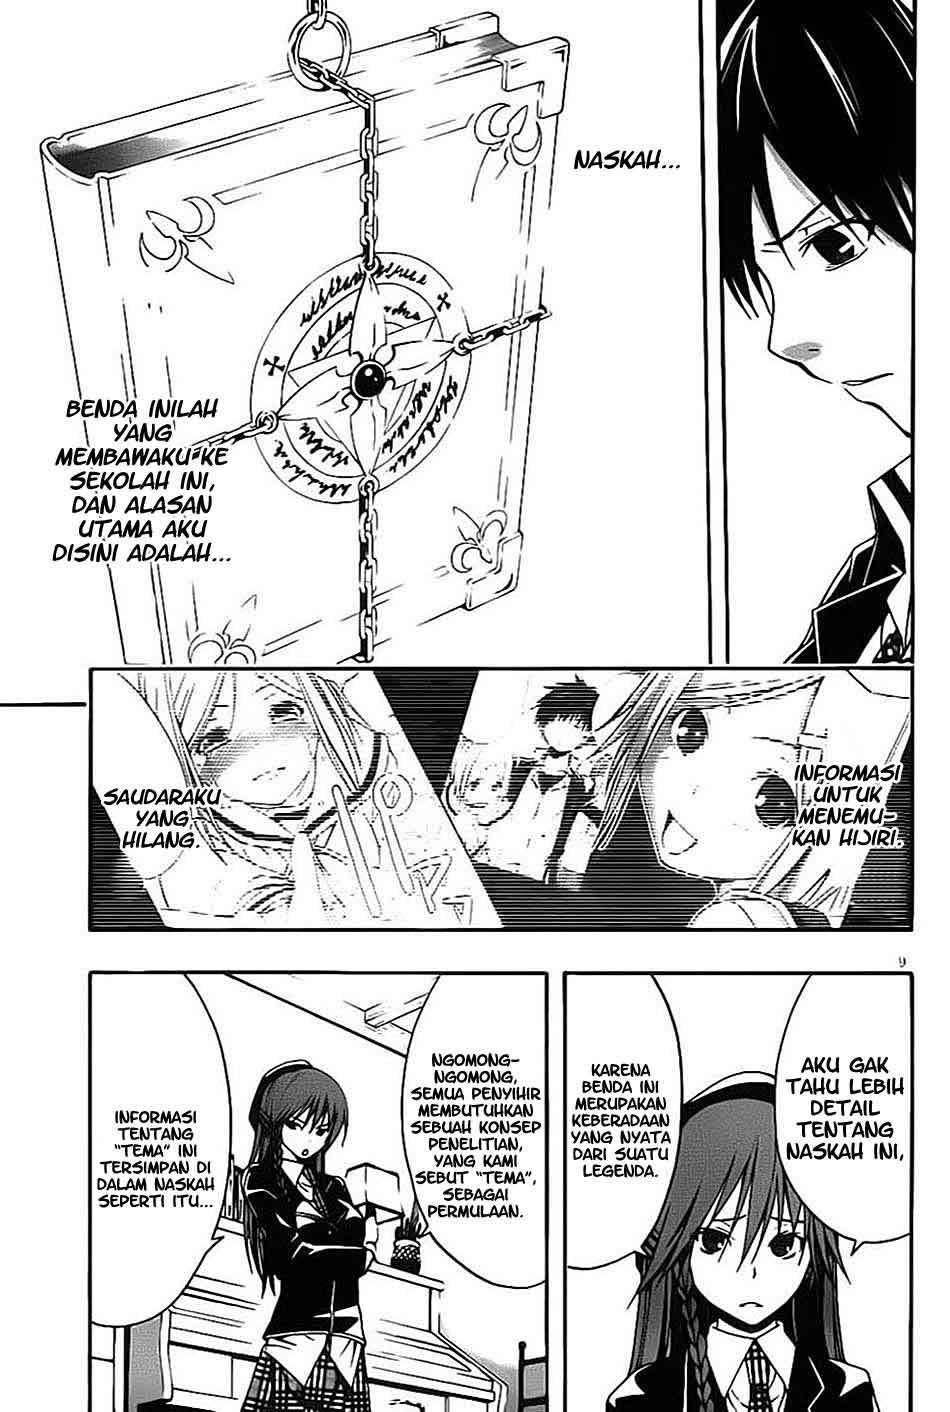 NASKAH...
BENDA INILAH
YANG
MEMBAWAKU KE
SEKOLAH INI,
DAN ALASAN
UTAMA AKU
DISINI ADALAH...
INFORMASI
UNTUK
MENEMU-
KAN HIJIRI.
SAUDARAKU
YANG
HILANG.
9
AKU GAK
TAHU LEBIH
DETAIL
TENTANG
NASKAH INI,
KARENA
BENDA INI
MERUPAKAN
KEBERADAAN
YANG NYATA
DARI SUATU
LEGENDA.
NGOMONG-
NGOMONG,
SEMUA PENYIHIR
MEMBUTUHKAN
SEBUAH KONSEP
PENELITIAN,
YANG KAMI
SEBUT "TEMA",
SEBAGAI
PERMULAAN.
INFORMASI
TENTANG
"TEMA" INI
TERSIMPAN DI
DALAM NASKAH
SEPERTI ITU...